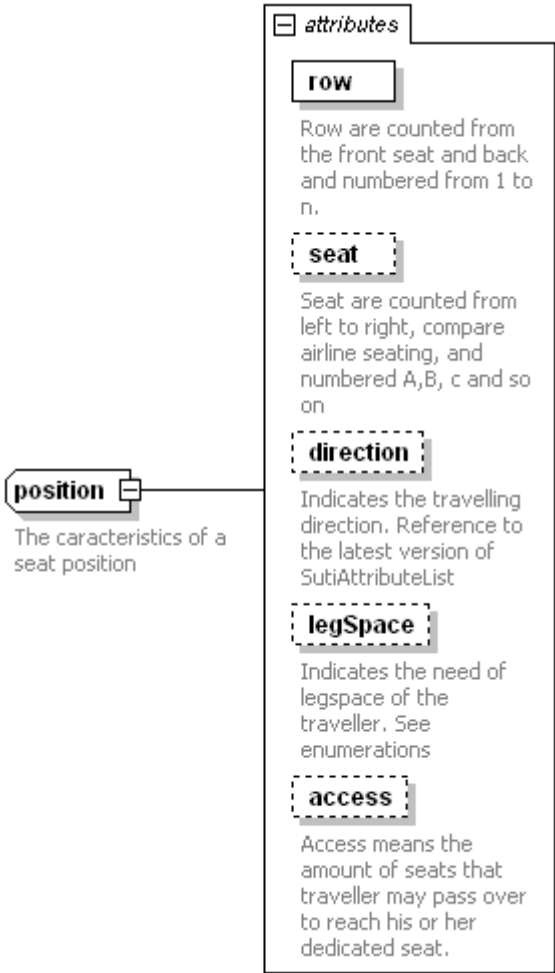 attributes
row
Row are counted from
the front seat and back
and numbered from 1 to
n.
seat
Seat are counted from
left to right, compare
airline seating, and
numbered A,B, c and so
on
direction
Indicates the travelling
direction. Reference to
the latest version of
SutiAttributeList
position
The caracteristics of a
seat position
legSpace
Indicates the need of
legspace of the
traveller. See
enumerations
access
Access means the
amount of seats that
traveller may pass over
to reach his or her
dedicated seat.